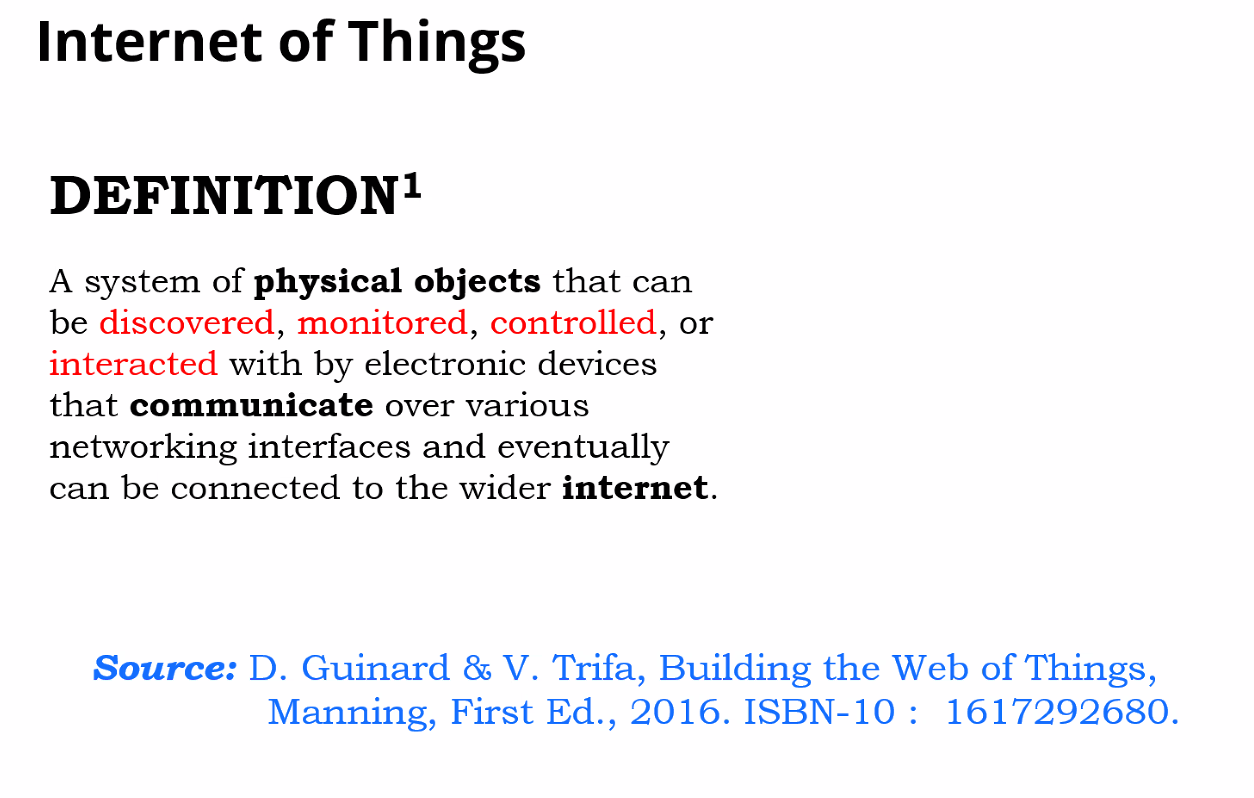 Internet of Things
DEFINITION¹
A system of physical objects that can
be discovered, monitored, controlled, or
interacted with by electronic devices
that communicate over various
networking interfaces and eventually
can be connected to the wider internet.
Source: D. Guinard & V. Trifa, Building the Web of Things,
Manning, First Ed., 2016. ISBN-10 : 1617292680.